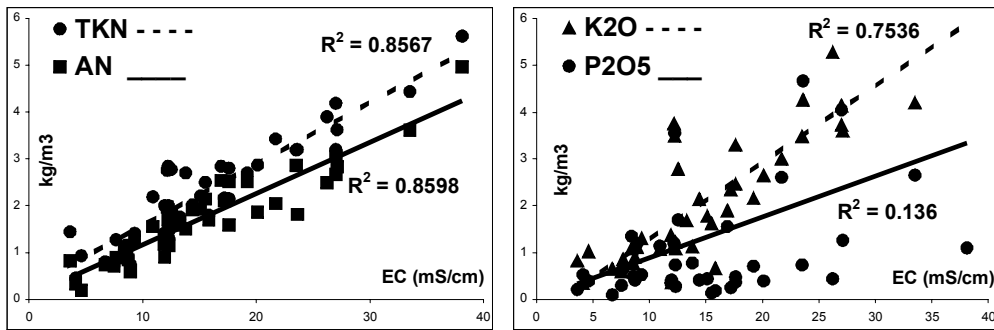 TKN
AN
R² = 0.8567
R² = 0.8598
kg/m3
EC (mS/cm)
6
5
4
3
2
1
0
0 10 20 30 40
K2O
P2O5
R² = 0.7536
R² = 0.136
kg/m3
EC (mS/cm)
6
5
4
3
2
1
0
0 5 10 15 20 25 30 35 40